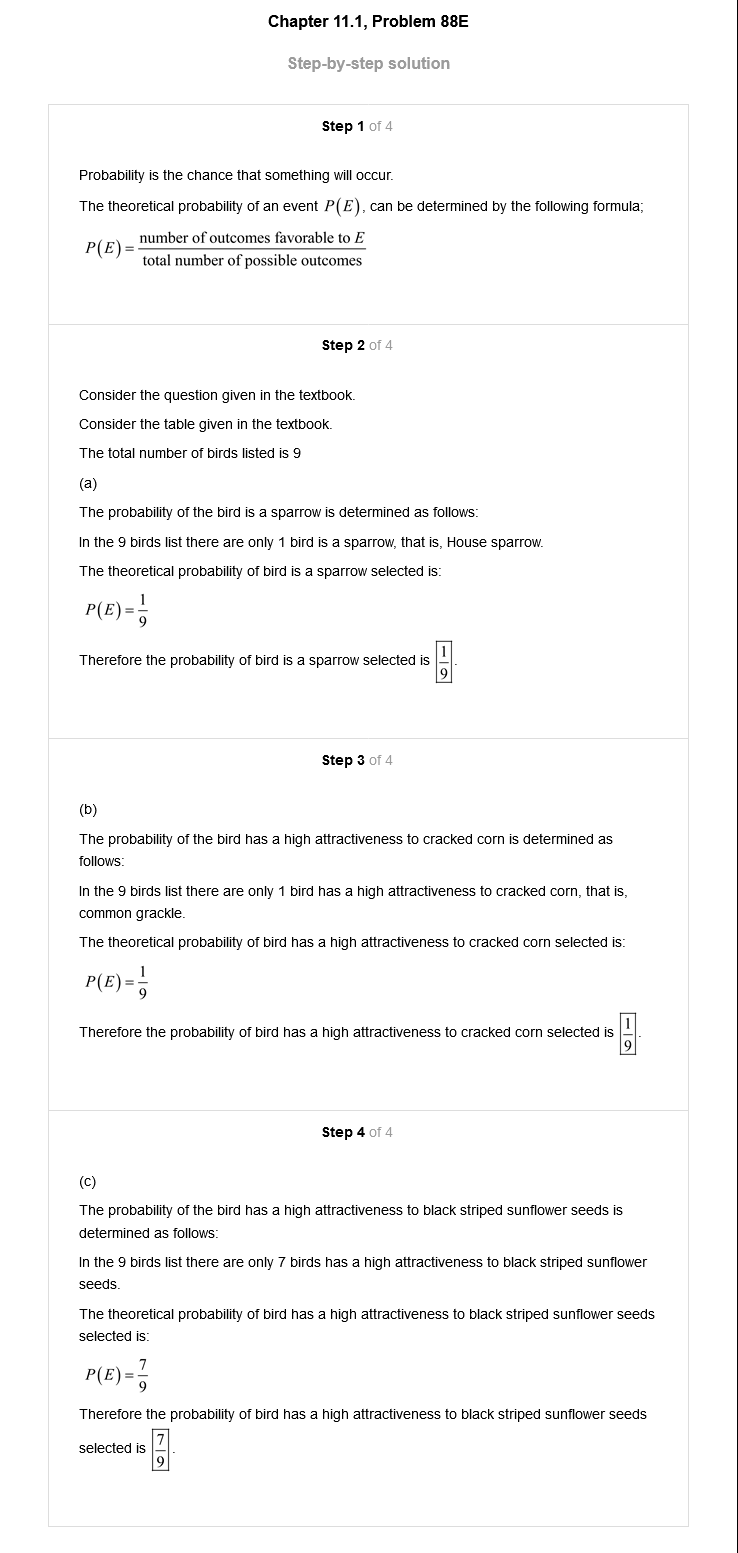 Chapter 11.1, Problem 88E
Step-by-step solution
Step 1 of 4
Probability is the chance that something will occur.
The theoretical probability of an event P(E), can be determined by the following formula;
P(E) = number of outcomes favorable to E / total number of possible outcomes
Step 2 of 4
Consider the question given in the textbook.
Consider the table given in the textbook.
The total number of birds listed is 9
(a)
The probability of the bird is a sparrow is determined as follows:
In the 9 birds list there are only 1 bird is a sparrow, that is, House sparrow.
The theoretical probability of bird is a sparrow selected is:
P(E) = 1/9
Therefore the probability of bird is a sparrow selected is 1/9.
Step 3 of 4
(b)
The probability of the bird has a high attractiveness to cracked corn is determined as
follows:
In the 9 birds list there are only 1 bird has a high attractiveness to cracked corn, that is,
common grackle.
The theoretical probability of bird has a high attractiveness to cracked corn selected is:
P(E) = 1/9
Therefore the probability of bird has a high attractiveness to cracked corn selected is 1/9.
Step 4 of 4
(c)
The probability of the bird has a high attractiveness to black striped sunflower seeds is
determined as follows:
In the 9 birds list there are only 7 birds has a high attractiveness to black striped sunflower
seeds.
The theoretical probability of bird has a high attractiveness to black striped sunflower seeds
selected is:
P(E) = 7/9
Therefore the probability of bird has a high attractiveness to black striped sunflower seeds
selected is 7/9.